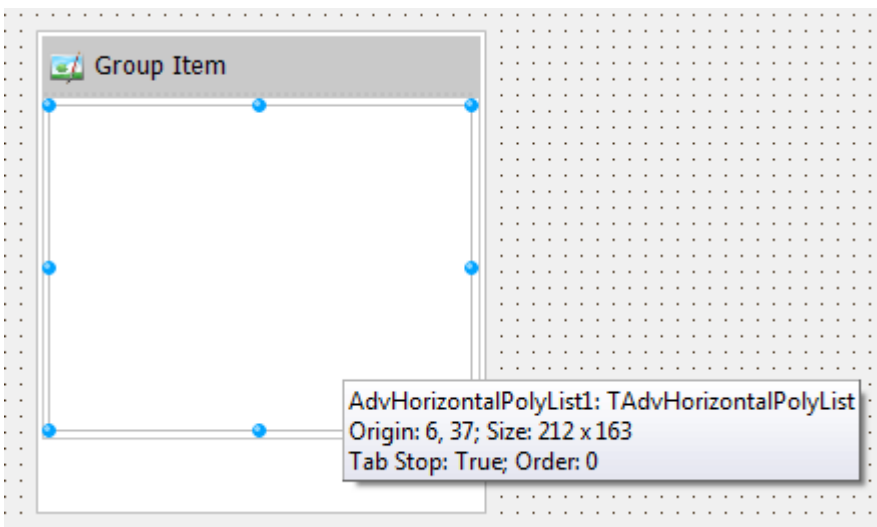 Group Item
AdvHorizontalPolyList1: TAdvHorizontalPolyList
Origin: 6, 37; Size: 212 x 163
Tab Stop: True; Order: 0